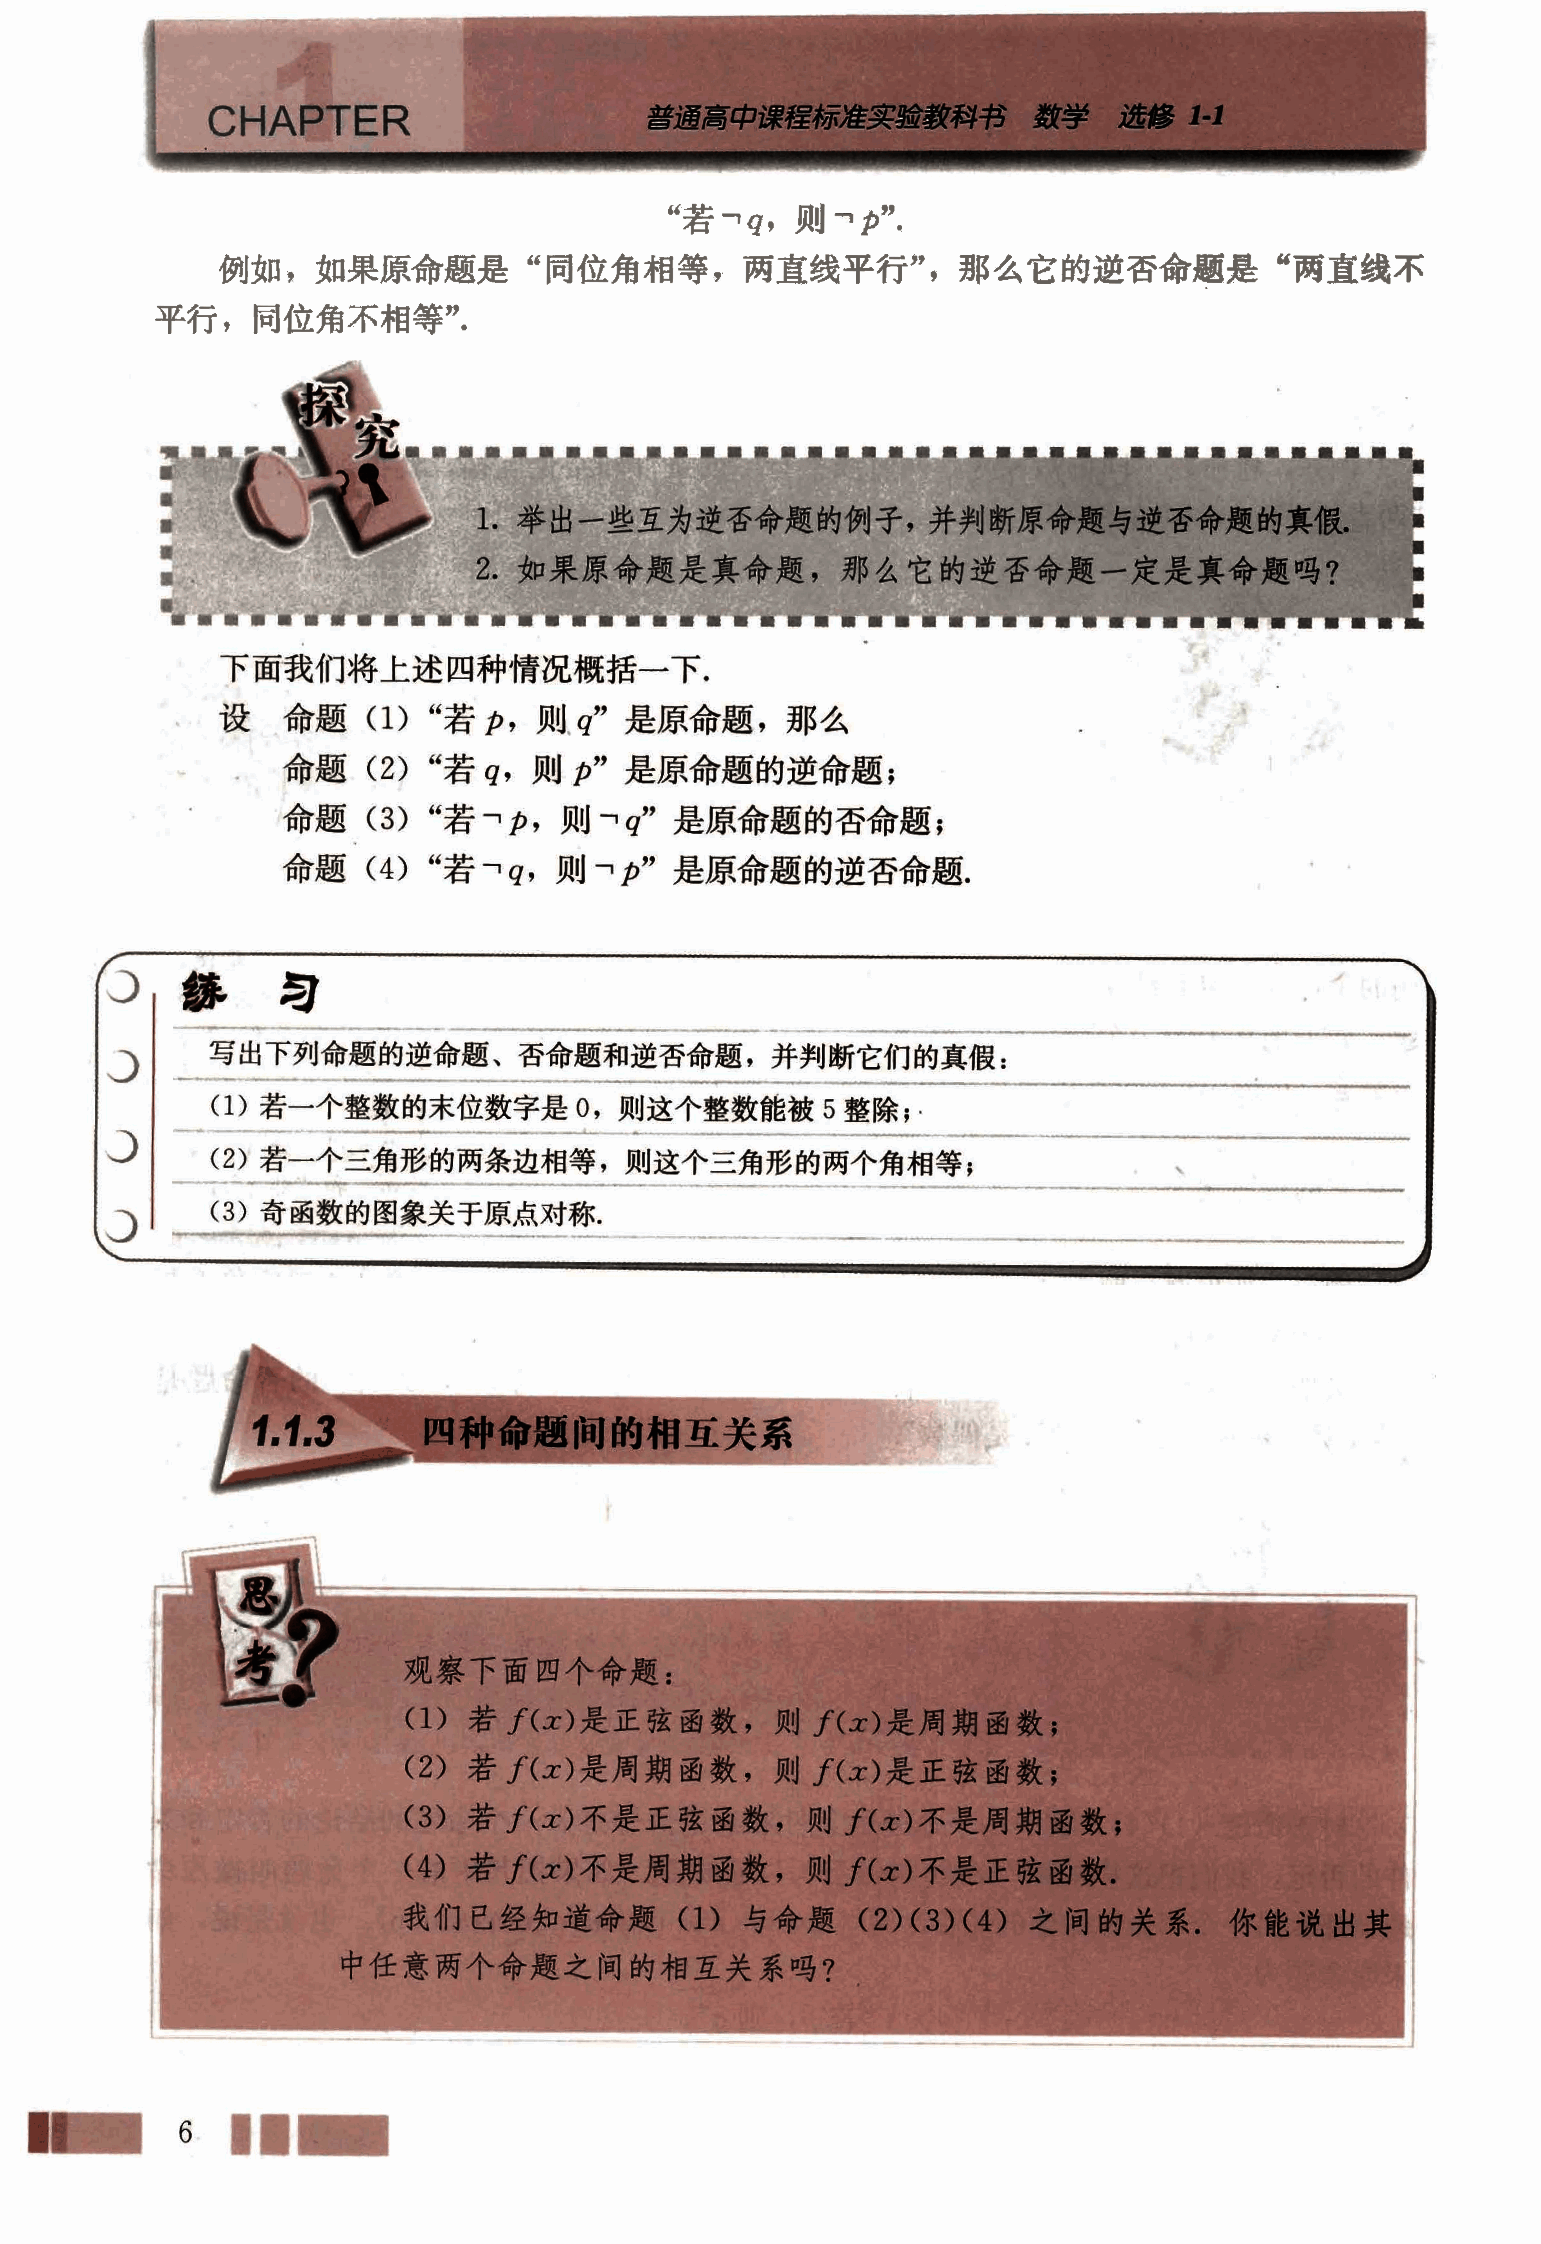 1
CHAPTER
普通高中课程标准实验教科书 数学 选修 1-1
“若¬q，则¬p”.
例如，如果原命题是“同位角相等，两直线平行”，那么它的逆否命题是“两直线不
平行，同位角不相等”.
探究
1. 举出一些互为逆否命题的例子，并判断原命题与逆否命题的真假.
2. 如果原命题是真命题，那么它的逆否命题一定是真命题吗？
下面我们将上述四种情况概括一下.
设 命题（1）“若 p，则 q”是原命题，那么
命题（2）“若 q，则 p”是原命题的逆命题；
命题（3）“若¬p，则¬q”是原命题的否命题；
命题（4）“若¬q，则¬p”是原命题的逆否命题.
练 习
写出下列命题的逆命题、否命题和逆否命题，并判断它们的真假：
（1）若一个整数的末位数字是 0，则这个整数能被 5 整除；
（2）若一个三角形的两条边相等，则这个三角形的两个角相等；
（3）奇函数的图象关于原点对称.
1.1.3 四种命题间的相互关系
思考？
观察下面四个命题：
（1）若 f(x)是正弦函数，则 f(x)是周期函数；
（2）若 f(x)是周期函数，则 f(x)是正弦函数；
（3）若 f(x)不是正弦函数，则 f(x)不是周期函数；
（4）若 f(x)不是周期函数，则 f(x)不是正弦函数.
我们已经知道命题（1）与命题（2）（3）（4）之间的关系. 你能说出其
中任意两个命题之间的相互关系吗？
6